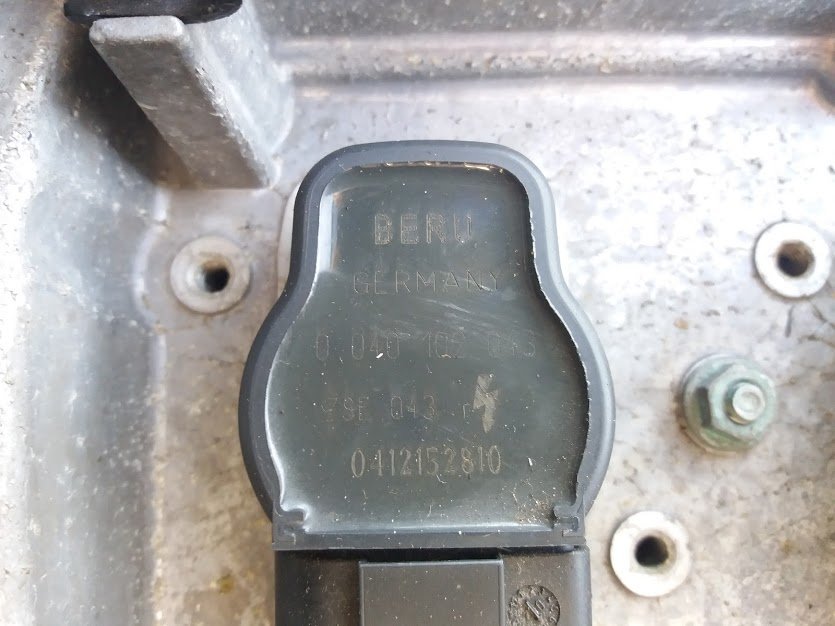 BERU
GERMANY
0 040 102 043
ZSE 043
0412152810